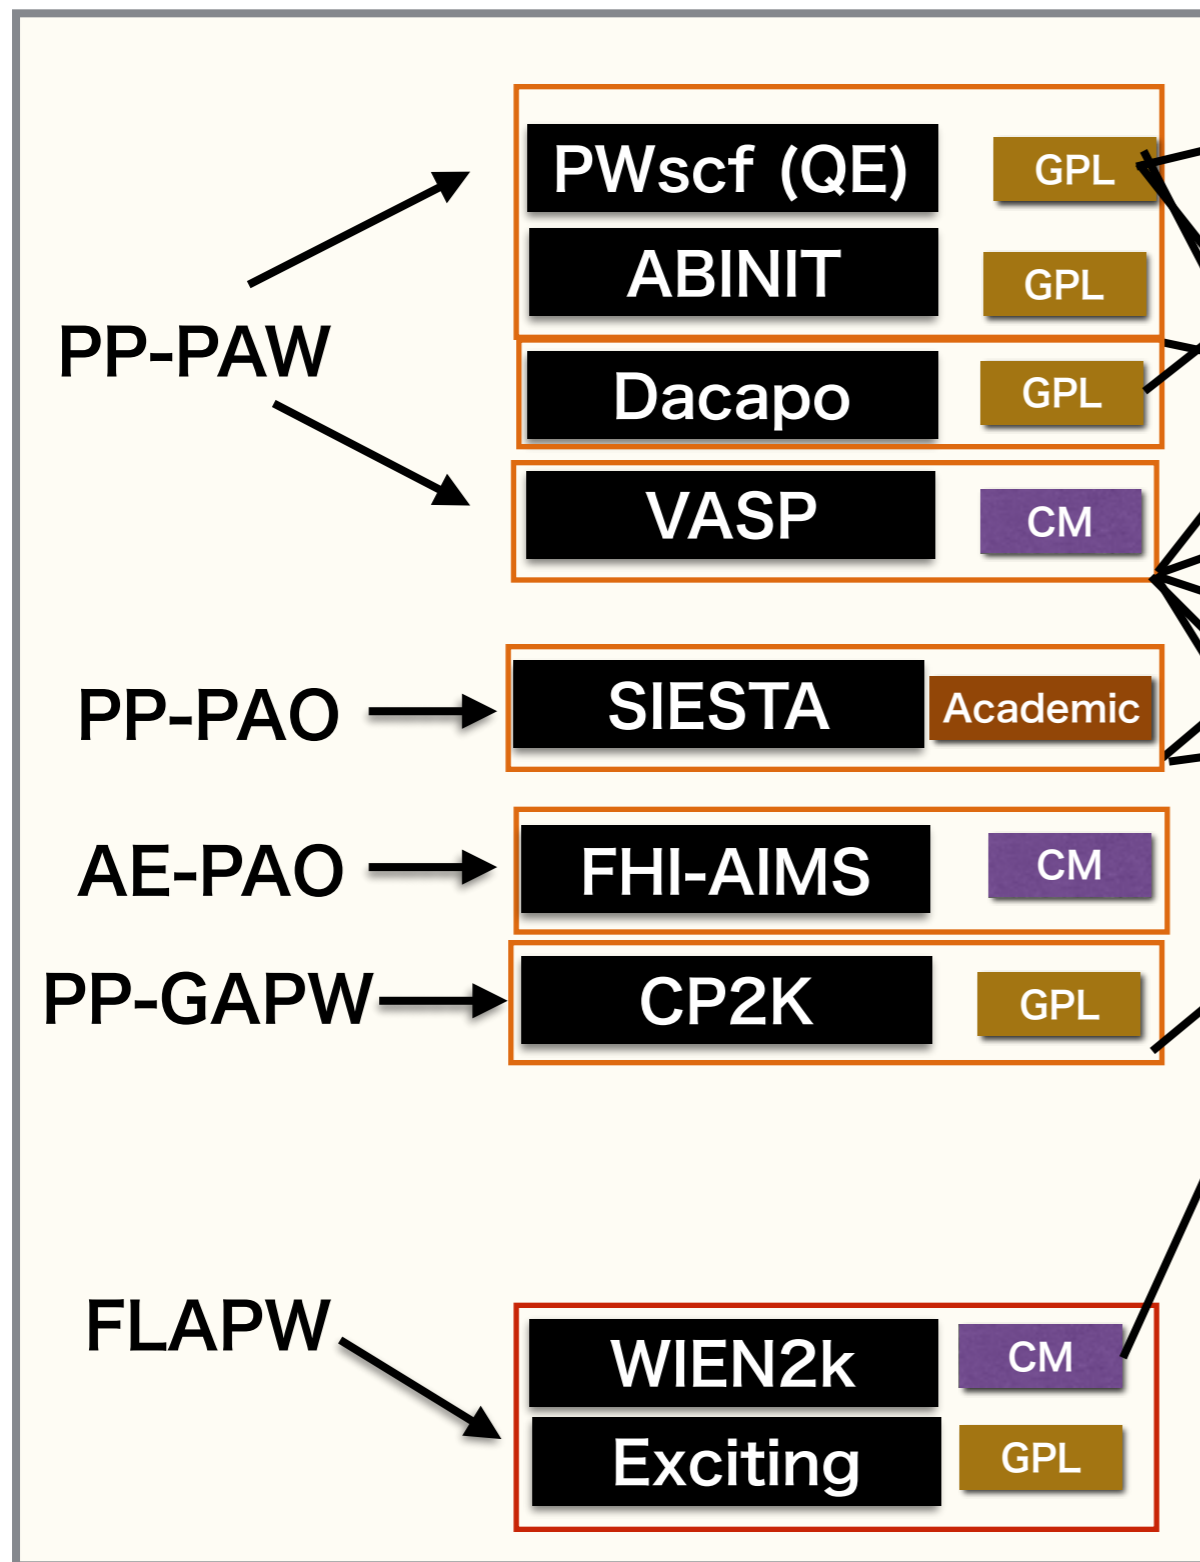 PWscf (QE) GPL
ABINIT GPL
PP-PAW
Dacapo GPL
VASP CM
PP-PAO SIESTA Academic
AE-PAO FHI-AIMS CM
PP-GAPW CP2K GPL
FLAPW
WIEN2k CM
Exciting GPL